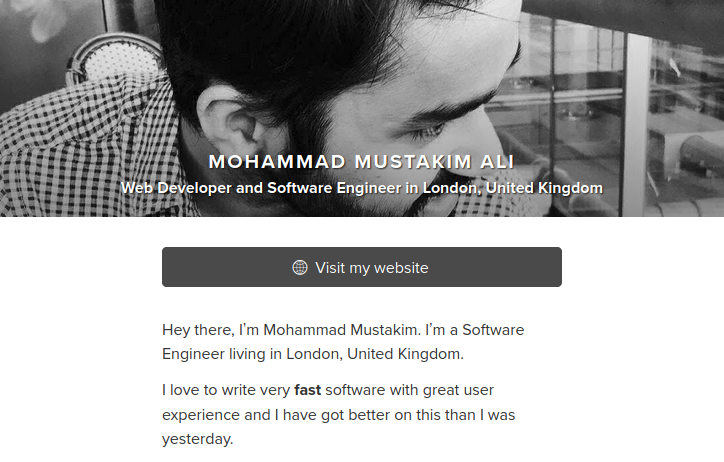 MOHAMMAD MUSTAKIM ALI
Web Developer and Software Engineer in London, United Kingdom
Visit my website
Hey there, I'm Mohammad Mustakim. I'm a Software
Engineer living in London, United Kingdom.
I love to write very fast software with great user
experience and I have got better on this than I was
yesterday.